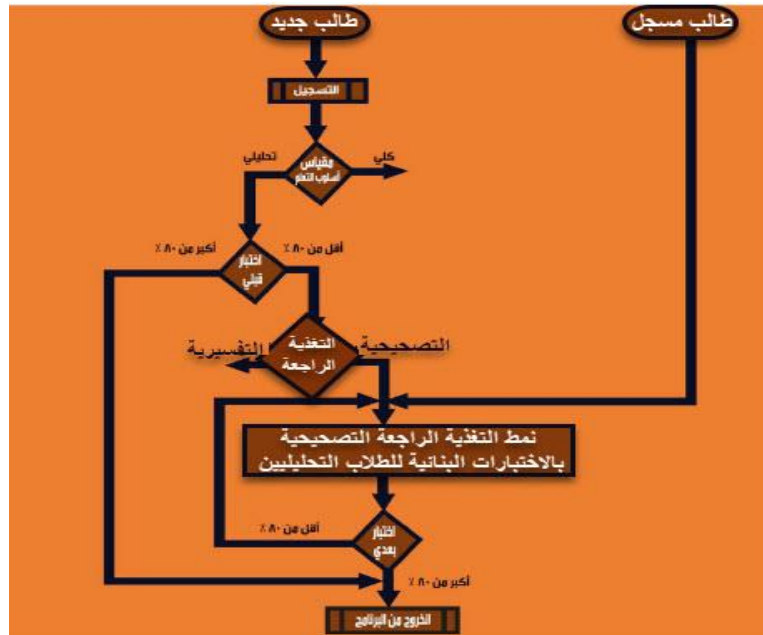 طالب مسجل
طالب جديد
التسجيل
كلي
مقياس
أسلوب التعلم
تحليلي
أقل من ٨٠ ٪
اختبار
قبلي
أكبر من ٨٠ ٪
التصحيحية
التغذية
الراجعة
التفسيرية
نمط التغذية الراجعة التصحيحية
بالاختبارات البنائية للطلاب التحليليين
اختبار
بعدي
أقل من ٨٠ ٪
أكبر من ٨٠ ٪
الخروج من البرنامج